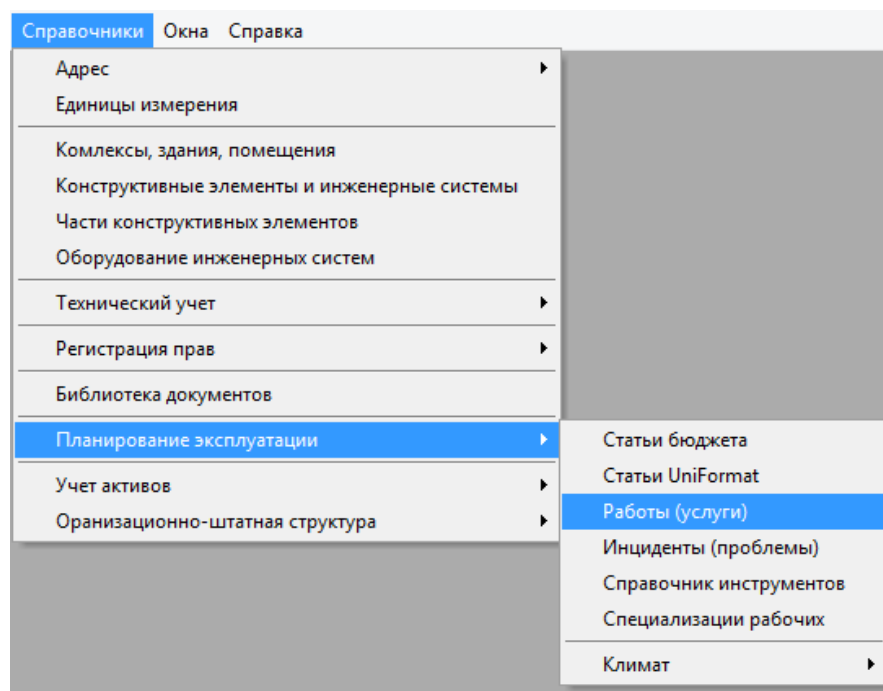 Справочники Окна Справка
Адрес
Единицы измерения
Комлексы, здания, помещения
Конструктивные элементы и инженерные системы
Части конструктивных элементов
Оборудование инженерных систем
Технический учет
Регистрация прав
Библиотека документов
Планирование эксплуатации
Учет активов
Оранизационно-штатная структура
Статьи бюджета
Статьи UniFormat
Работы (услуги)
Инциденты (проблемы)
Справочник инструментов
Специализации рабочих
Климат